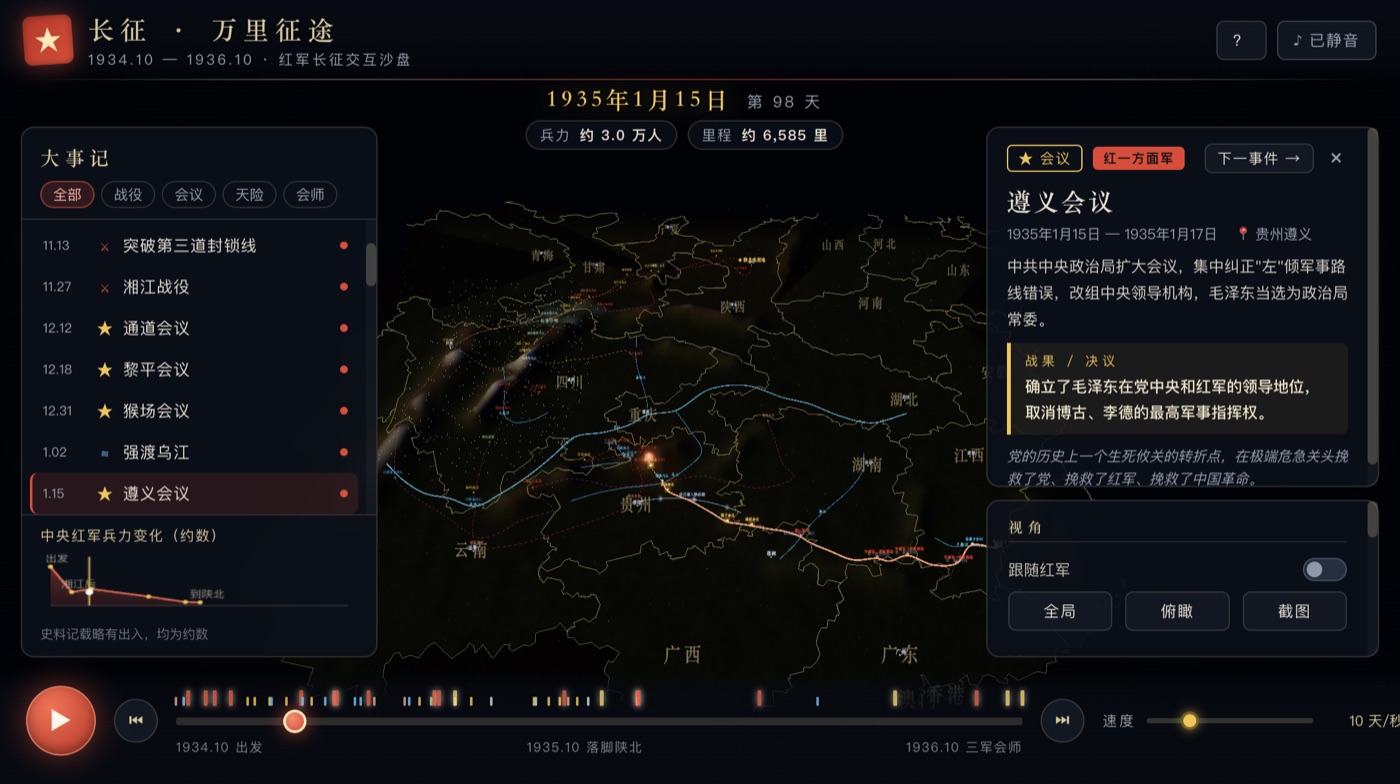 长征 · 万里征途
1934.10 — 1936.10 · 红军长征交互沙盘
?
♪ 已静音
1935年1月15日 第 98 天
兵力 约 3.0 万人
里程 约 6,585 里
大事记
全部 战役 会议 天险 会师
11.13 突破第三道封锁线
11.27 湘江战役
12.12 通道会议
12.18 黎平会议
12.31 猴场会议
1.02 强渡乌江
1.15 遵义会议
中央红军兵力变化（约数）
出发
湘江后
到陕北
史料记载略有出入，均为约数
青海
甘肃
宁夏
山西
河北
山东
陕西
河南
四川
重庆
湖北
湖南
江西
贵州
云南
广西
广东
香港
★ 会议
红一方面军
下一事件 →
×
遵义会议
1935年1月15日 — 1935年1月17日 贵州遵义
中共中央政治局扩大会议，集中纠正"左"倾军事路
线错误，改组中央领导机构，毛泽东当选为政治局
常委。
战果 / 决议
确立了毛泽东在党中央和红军的领导地位，
取消博古、李德的最高军事指挥权。
党的历史上一个生死攸关的转折点，在极端危急关头挽
救了党、挽救了红军、挽救了中国革命。
视角
跟随红军
全局 俯瞰 截图
1934.10 出发
1935.10 落脚陕北
1936.10 三军会师
速度
10 天/秒